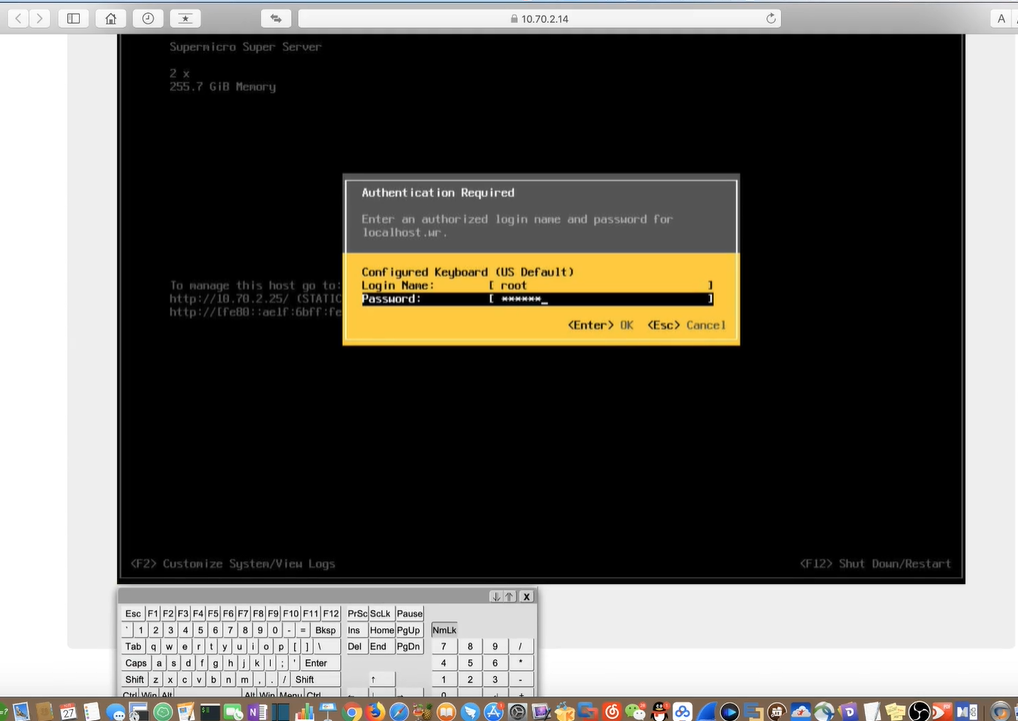 10.70.2.14
A
Supermicro Super Server
2 x
255.7 GiB Memory
Authentication Required
Enter an authorized login name and password for
localhost.wr.
Configured Keyboard (US Default)
Login Name: [ root ]
Password: [ ******_ ]
<Enter> OK <Esc> Cancel
To manage this host go to:
http://10.70.2.25/ (STATIC
http://[fe80::ae1f:6bff:fe
<F2> Customize System/View Logs
<F12> Shut Down/Restart
X
Esc F1 F2 F3 F4 F5 F6 F7 F8 F9 F10 F11 F12 PrSc ScLk Pause
` 1 2 3 4 5 6 7 8 9 0 - = Bksp Ins Home PgUp NmLk
Tab q w e r t y u i o p [ ] \ Del End PgDn 7 8 9 /
Caps a s d f g h j k l ; ' Enter 4 5 6 *
Shift z x c v b n m , . / Shift ↑ 1 2 3 -
Ctrl Win Alt Alt Win Menu Ctrl 0
27